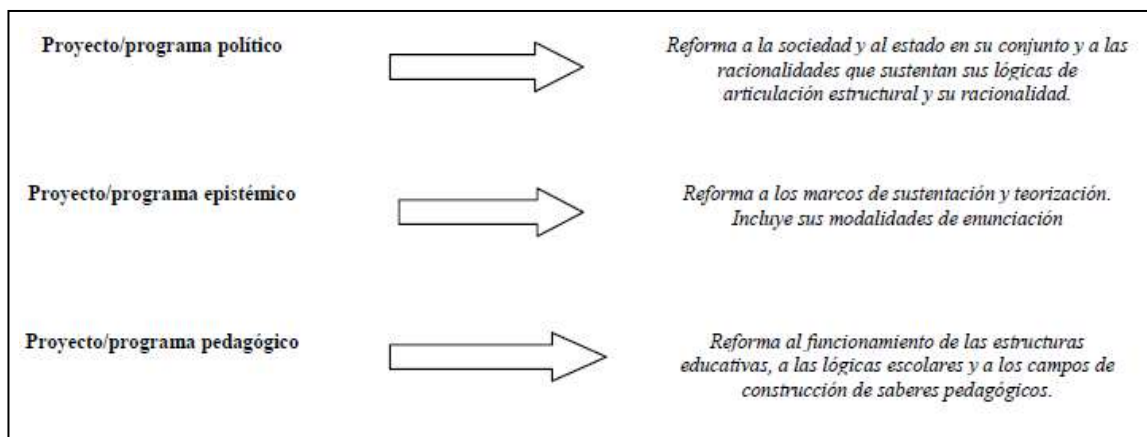 Proyecto/programa político
Reforma a la sociedad y al estado en su conjunto y a las
racionalidades que sustentan sus lógicas de
articulación estructural y su racionalidad.
Proyecto/programa epistémico
Reforma a los marcos de sustentación y teorización.
Incluye sus modalidades de enunciación
Proyecto/programa pedagógico
Reforma al funcionamiento de las estructuras
educativas, a las lógicas escolares y a los campos de
construcción de saberes pedagógicos.